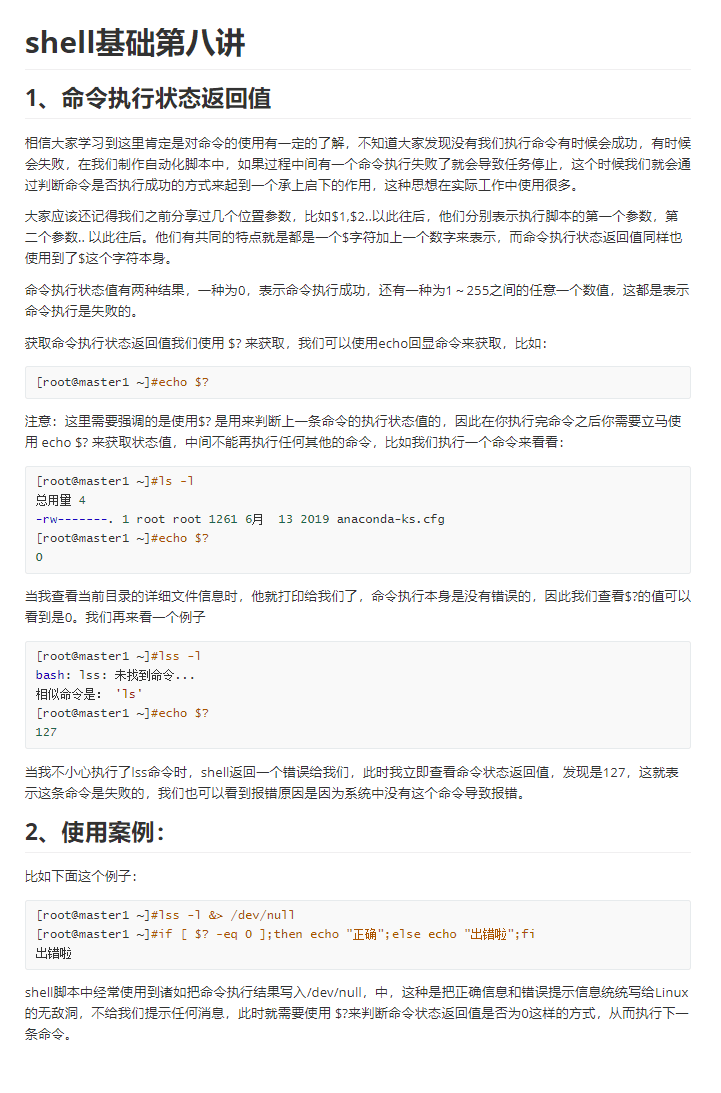 shell基础第八讲
1、命令执行状态返回值
相信大家学习到这里肯定是对命令的使用有一定的了解，不知道大家发现没有我们执行命令有时候会成功，有时候
会失败，在我们制作自动化脚本中，如果过程中间有一个命令执行失败了就会导致任务停止，这个时候我们就会通
过判断命令是否执行成功的方式来起到一个承上启下的作用，这种思想在实际工作中使用很多。
大家应该还记得我们之前分享过几个位置参数，比如$1,$2..以此往后，他们分别表示执行脚本的第一个参数，第
二个参数.. 以此往后。他们有共同的特点就是都是一个$字符加上一个数字来表示，而命令执行状态返回值同样也
使用到了$这个字符本身。
命令执行状态值有两种结果，一种为0，表示命令执行成功，还有一种为1～255之间的任意一个数值，这都是表示
命令执行是失败的。
获取命令执行状态返回值我们使用 $? 来获取，我们可以使用echo回显命令来获取，比如：
[root@master1 ~]#echo $?
注意：这里需要强调的是使用$? 是用来判断上一条命令的执行状态值的，因此在你执行完命令之后你需要立马使
用 echo $? 来获取状态值，中间不能再执行任何其他的命令，比如我们执行一个命令来看看：
[root@master1 ~]#ls -l
总用量 4
-rw-------. 1 root root 1261 6月  13 2019 anaconda-ks.cfg
[root@master1 ~]#echo $?
0
当我查看当前目录的详细文件信息时，他就打印给我们了，命令执行本身是没有错误的，因此我们查看$?的值可以
看到是0。我们再来看一个例子
[root@master1 ~]#lss -l
bash: lss: 未找到命令...
相似命令是： 'ls'
[root@master1 ~]#echo $?
127
当我不小心执行了lss命令时，shell返回一个错误给我们，此时我立即查看命令状态返回值，发现是127，这就表
示这条命令是失败的，我们也可以看到报错原因是因为系统中没有这个命令导致报错。
2、使用案例：
比如下面这个例子：
[root@master1 ~]#lss -l &> /dev/null
[root@master1 ~]#if [ $? -eq 0 ];then echo "正确";else echo "出错啦";fi
出错啦
shell脚本中经常使用到诸如把命令执行结果写入/dev/null，中，这种是把正确信息和错误提示信息统统写给Linux
的无敌洞，不给我们提示任何消息，此时就需要使用 $?来判断命令状态返回值是否为0这样的方式，从而执行下一
条命令。